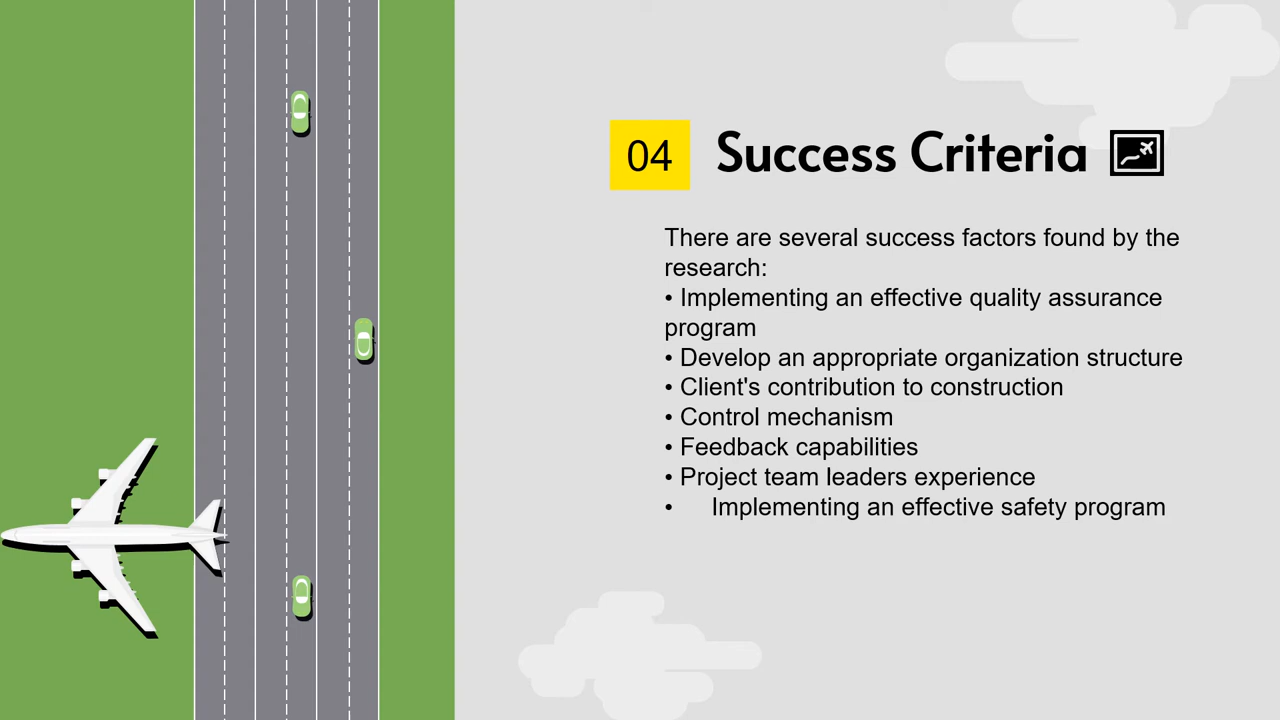 04 Success Criteria
There are several success factors found by the
research:
• Implementing an effective quality assurance
program
• Develop an appropriate organization structure
• Client's contribution to construction
• Control mechanism
• Feedback capabilities
• Project team leaders experience
• Implementing an effective safety program